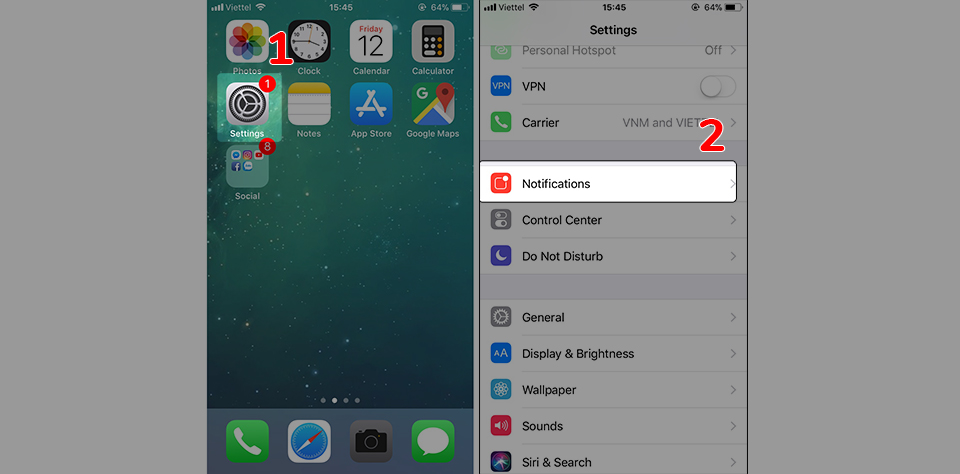 Viettel 15:45 64%
1
Friday
12
Photos Clock Calendar Calculator
1
Settings Notes App Store Google Maps
8
Social
Viettel 15:45 64%
Settings
Personal Hotspot Off
VPN VPN
Carrier VNM and VIET
2
Notifications
Control Center
Do Not Disturb
General
AA Display & Brightness
Wallpaper
Sounds
Siri & Search